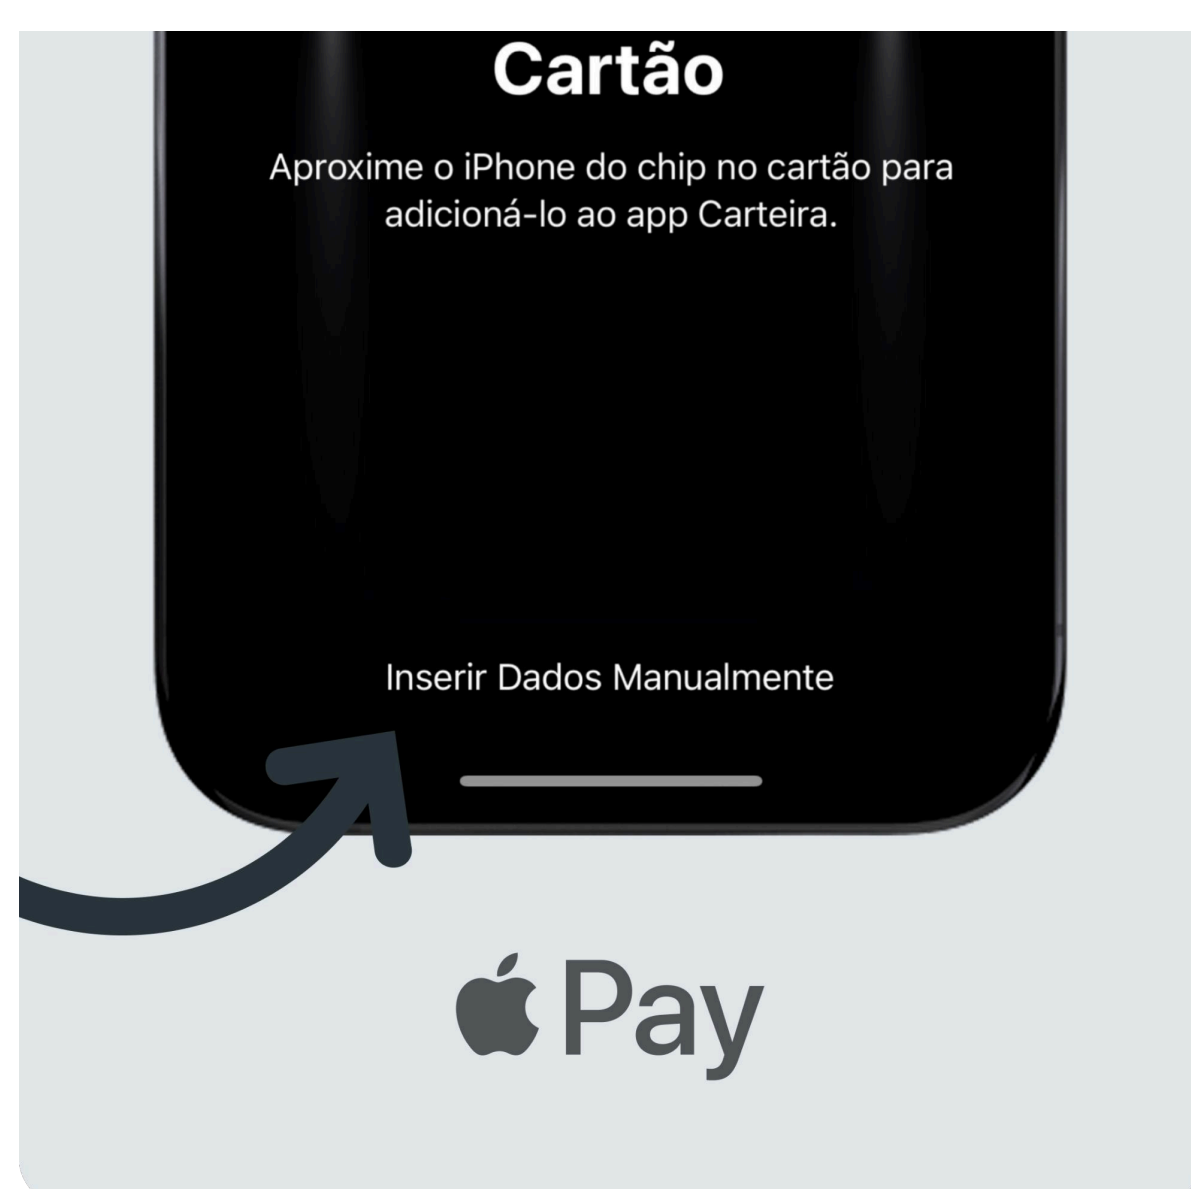 Cartão
Aproxime o iPhone do chip no cartão para
adicioná-lo ao app Carteira.
Inserir Dados Manualmente
Pay